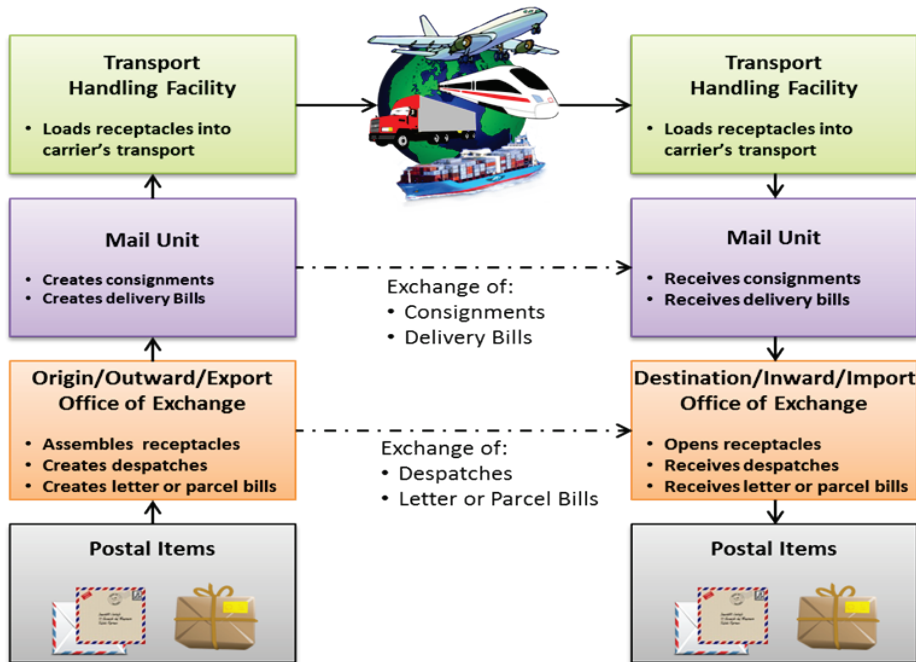 Transport
Handling Facility
• Loads receptacles into
carrier's transport
Mail Unit
• Creates consignments
• Creates delivery Bills
Origin/Outward/Export
Office of Exchange
• Assembles receptacles
• Creates despatches
• Creates letter or parcel bills
Postal Items
Exchange of:
• Consignments
• Delivery Bills
Exchange of:
• Despatches
• Letter or Parcel Bills
Transport
Handling Facility
• Loads receptacles into
carrier's transport
Mail Unit
• Receives consignments
• Receives delivery bills
Destination/Inward/Import
Office of Exchange
• Opens receptacles
• Receives despatches
• Receives letter or parcel bills
Postal Items